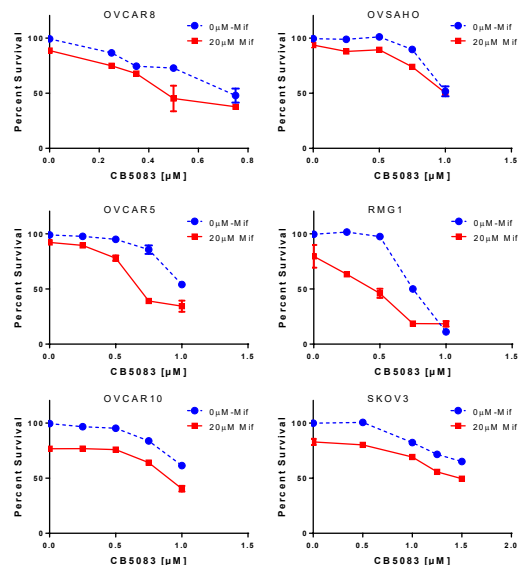 OVCAR8
Percent Survival
100
50
0
0.0 0.2 0.4 0.6 0.8
CB5083 [µM]
0µM-Mif
20µM Mif
OVSAHO
Percent Survival
100
50
0
0.0 0.5 1.0 1.5
CB5083 [µM]
0µM-Mif
20µM Mif
OVCAR5
Percent Survival
100
50
0
0.0 0.5 1.0 1.5
CB5083 [µM]
0µM-Mif
20µM Mif
RMG1
Percent Survival
100
50
0
0.0 0.5 1.0 1.5
CB5083 [µM]
0µM-Mif
20µM Mif
OVCAR10
Percent Survival
100
50
0
0.0 0.5 1.0 1.5
CB5083 [µM]
0µM-Mif
20µM Mif
SKOV3
Percent Survival
100
50
0
0.0 0.5 1.0 1.5 2.0
CB5083 [µM]
0µM-Mif
20µM Mif